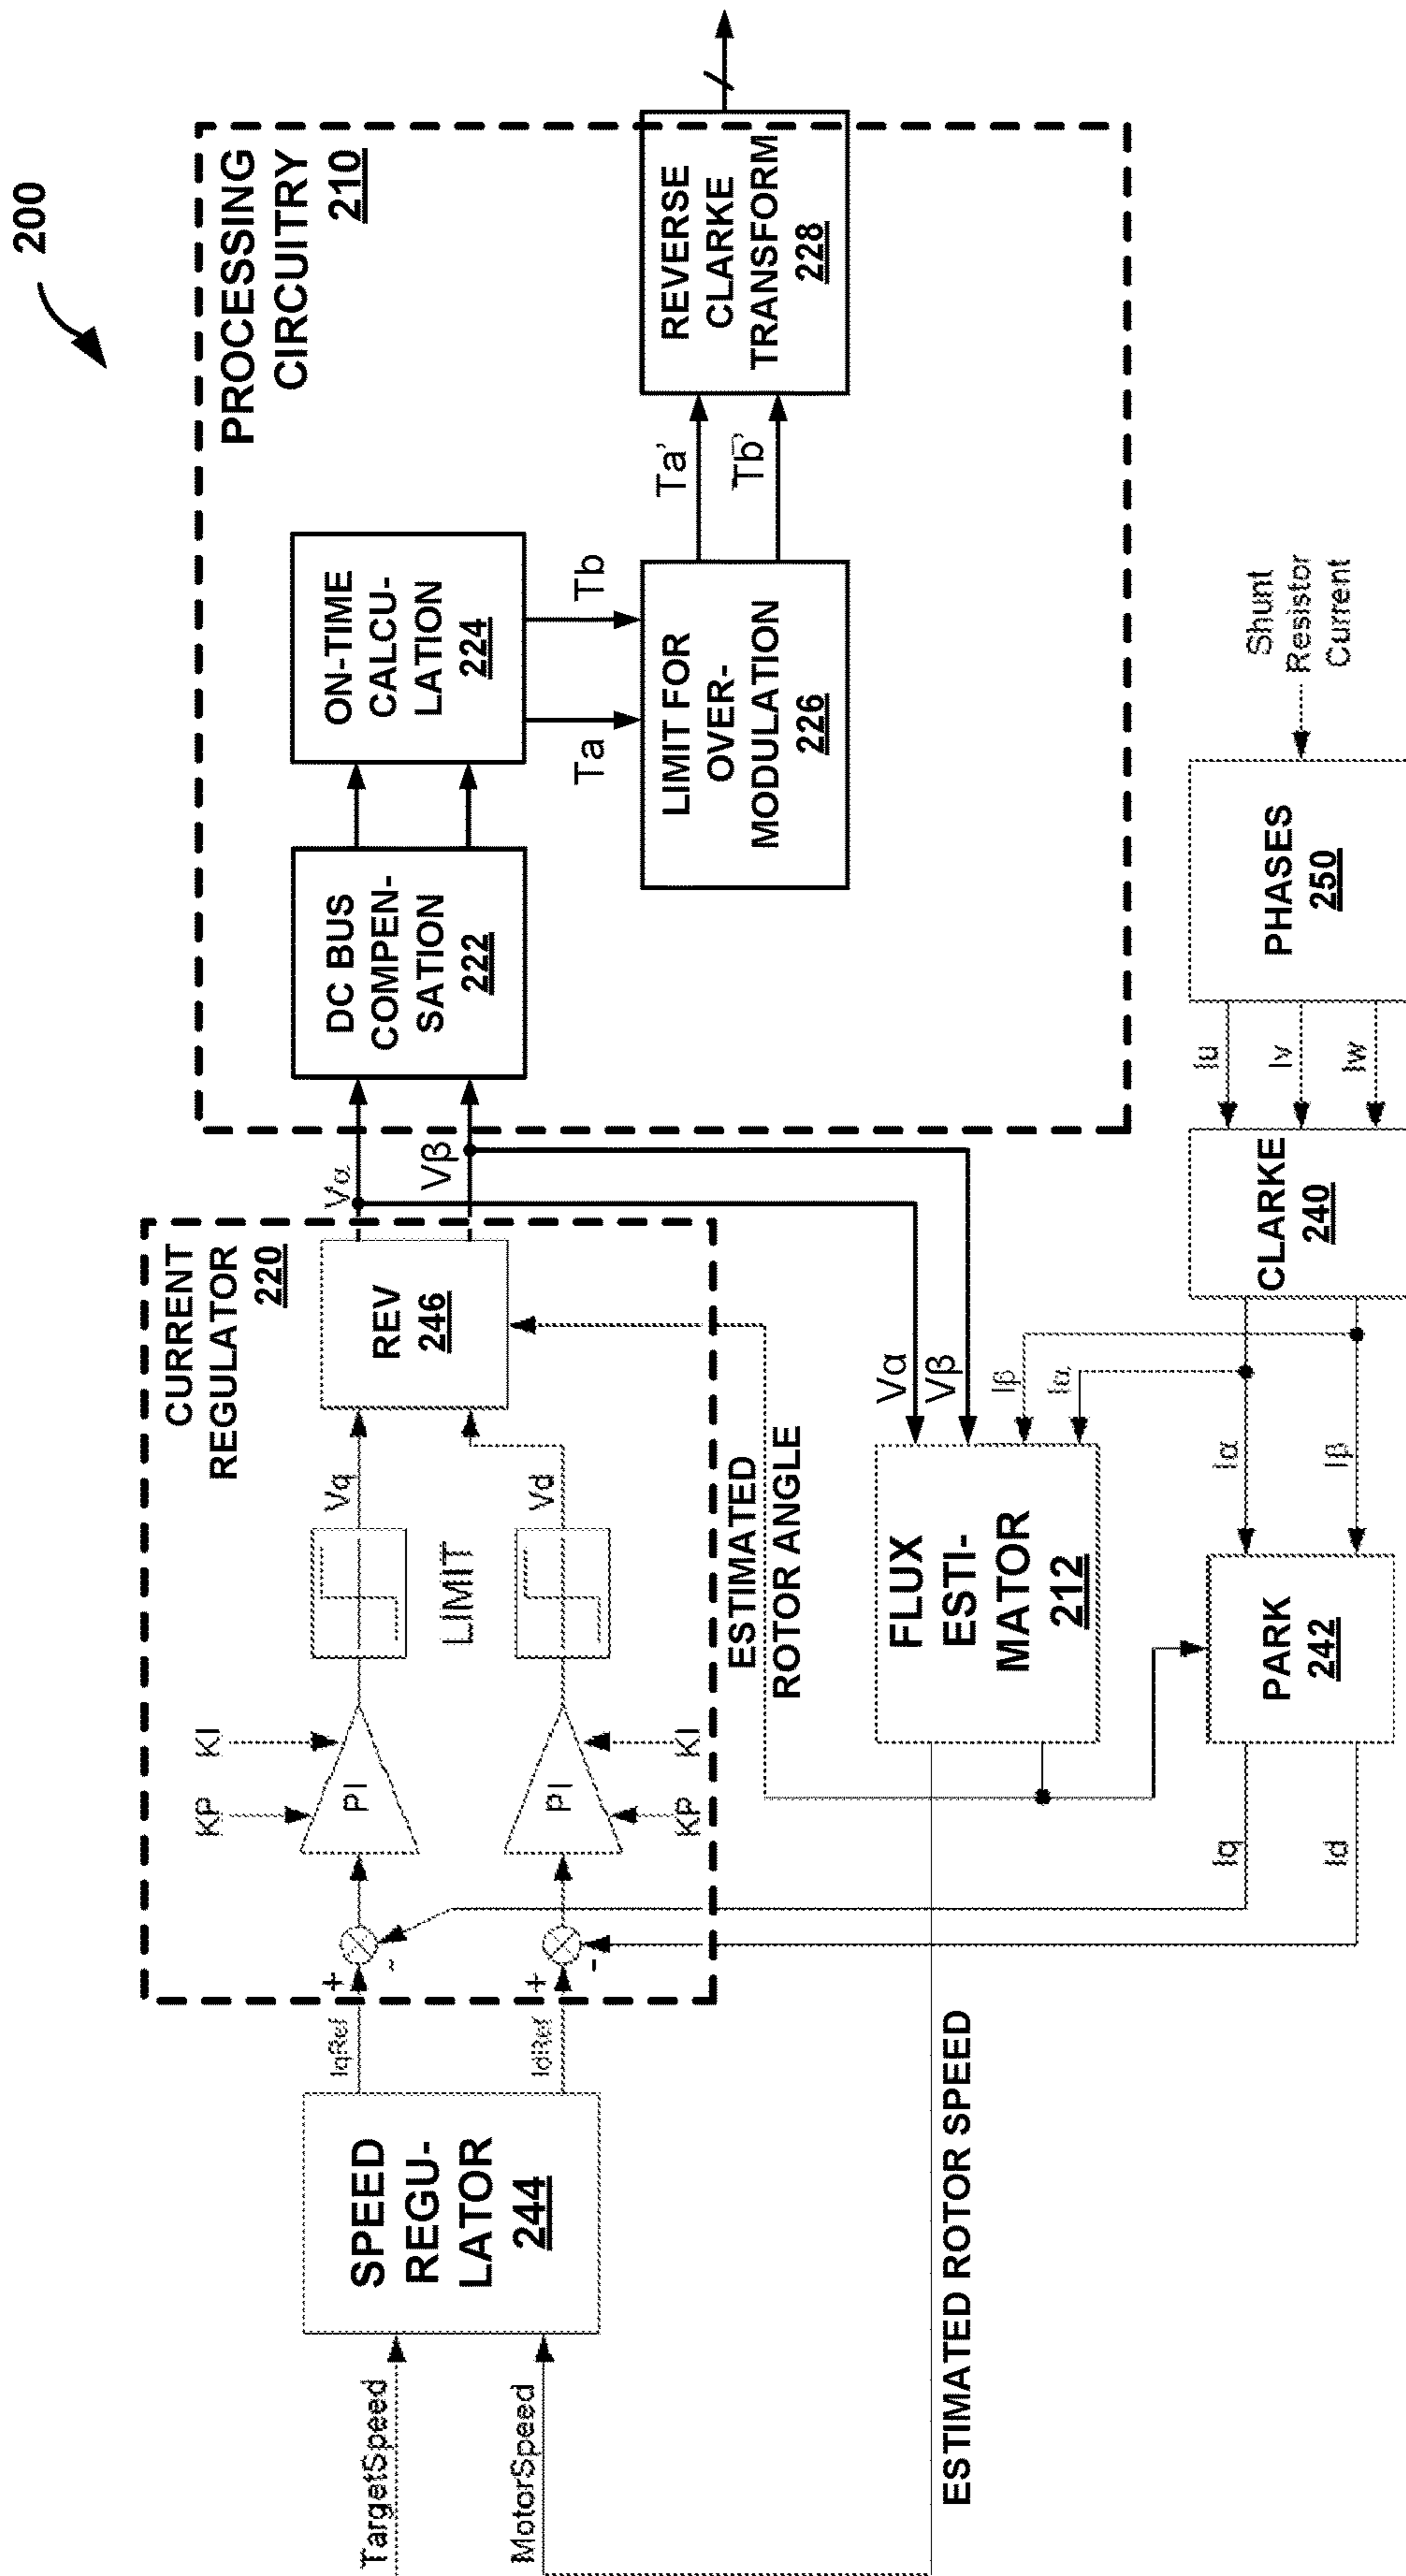 200
PROCESSING
CIRCUITRY
210
CURRENT
REGULATOR
220
TargetSpeed
MotorSpeed
SPEED
REGU-
LATOR
244
IqRef
IdRef
+
-
+
-
KP
KI
PI
PI
KP
KI
LIMIT
Vq
Vd
REV
246
Vα
Vβ
DC BUS
COMPEN-
SATION
222
ON-TIME
CALCU-
LATION
224
Ta
Tb
LIMIT FOR
OVER-
MODULATION
226
Ta'
Tb'
REVERSE
CLARKE
TRANSFORM
228
ESTIMATED
ROTOR ANGLE
Vα
Vβ
Iβ
Iα
FLUX
ESTI-
MATOR
212
ESTIMATED ROTOR SPEED
Iq
Id
PARK
242
Iα
Iβ
CLARKE
240
Iu
Iv
Iw
PHASES
250
Shunt
Resistor
Current